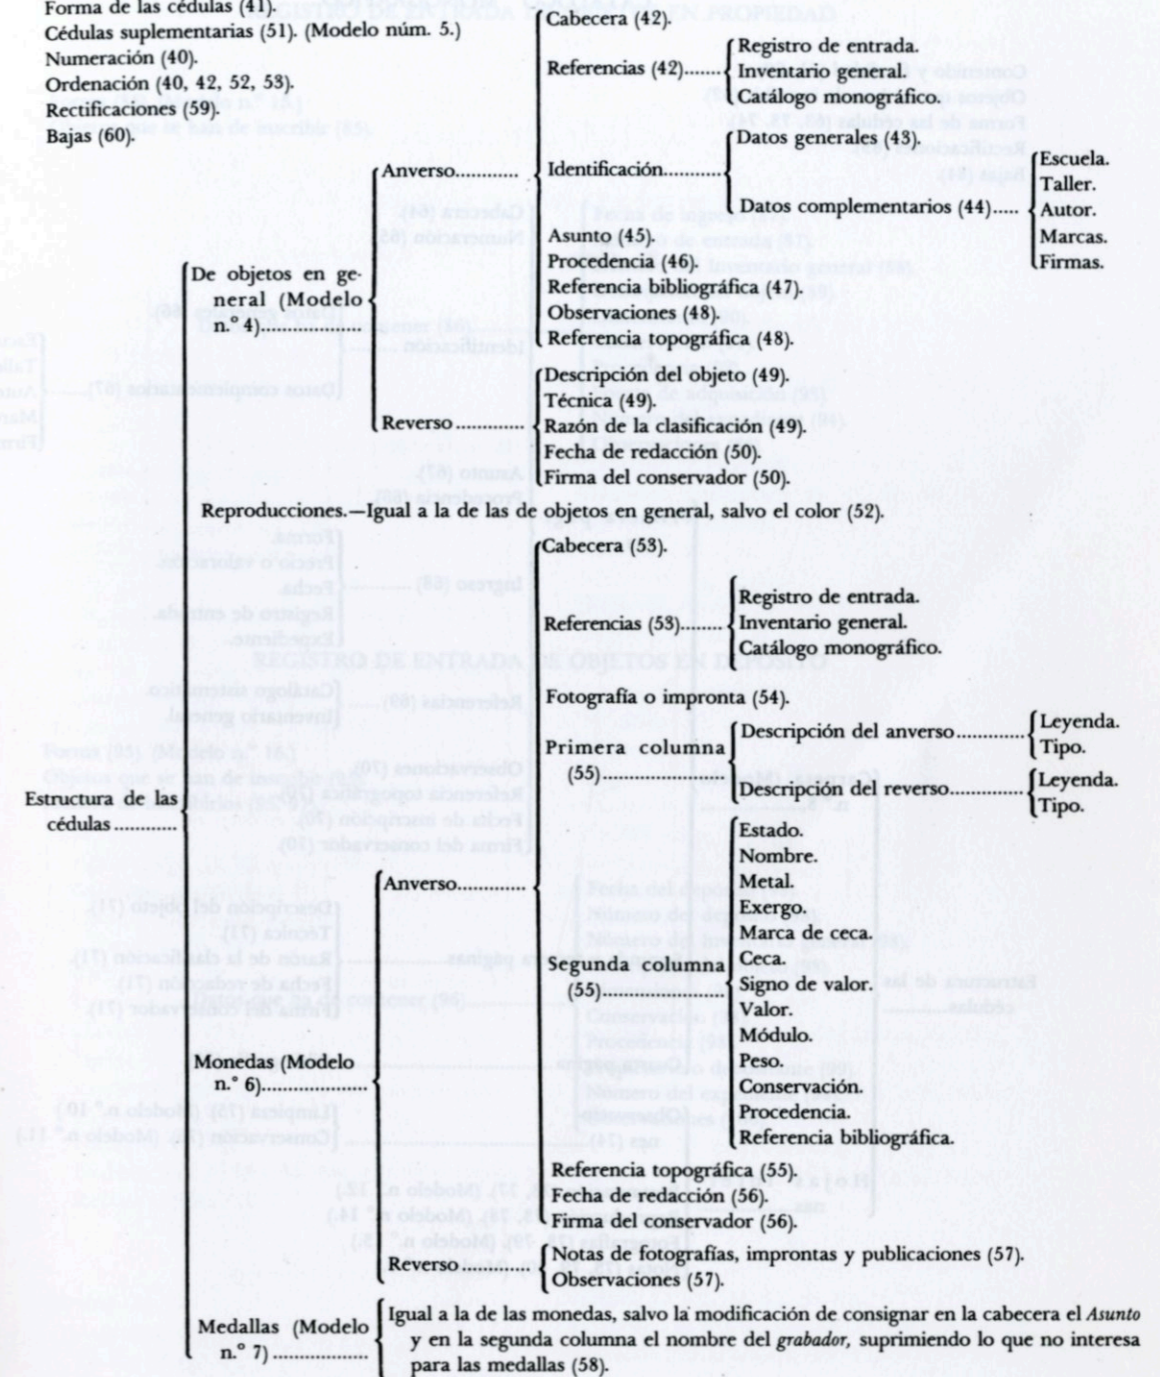 Forma de las cédulas (41).
Cédulas suplementarias (51). (Modelo núm. 5.)
Numeración (40).
Ordenación (40, 42, 52, 53).
Rectificaciones (59).
Bajas (60).
Estructura de las
cédulas............
De objetos en ge-
neral (Modelo
n.º 4)....................
Anverso............
Cabecera (42).
Referencias (42).......
Registro de entrada.
Inventario general.
Catálogo monográfico.
Identificación............
Datos generales (43).
Datos complementarios (44).....
Escuela.
Taller.
Autor.
Marcas.
Firmas.
Asunto (45).
Procedencia (46).
Referencia bibliográfica (47).
Observaciones (48).
Referencia topográfica (48).
Reverso.............
Descripción del objeto (49).
Técnica (49).
Razón de la clasificación (49).
Fecha de redacción (50).
Firma del conservador (50).
Reproducciones.—Igual a la de las de objetos en general, salvo el color (52).
Monedas (Modelo
n.º 6).....................
Anverso.............
Cabecera (53).
Referencias (53)........
Registro de entrada.
Inventario general.
Catálogo monográfico.
Fotografía o impronta (54).
Primera columna
(55)........................
Descripción del anverso............
Leyenda.
Tipo.
Descripción del reverso.............
Leyenda.
Tipo.
Segunda columna
(55)........................
Estado.
Nombre.
Metal.
Exergo.
Marca de ceca.
Ceca.
Signo de valor.
Valor.
Módulo.
Peso.
Conservación.
Procedencia.
Referencia bibliográfica.
Referencia topográfica (55).
Fecha de redacción (56).
Firma del conservador (56).
Reverso.............
Notas de fotografías, improntas y publicaciones (57).
Observaciones (57).
Medallas (Modelo
n.º 7)..................
Igual a la de las monedas, salvo la modificación de consignar en la cabecera el Asunto
y en la segunda columna el nombre del grabador, suprimiendo lo que no interesa
para las medallas (58).